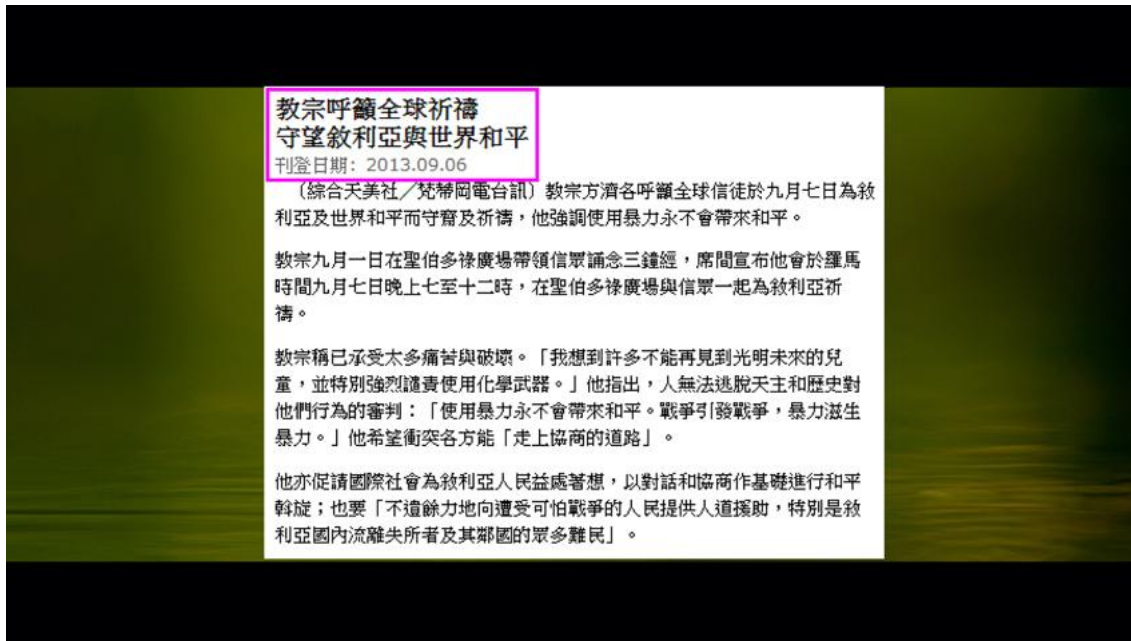 教宗呼籲全球祈禱
守望敘利亞與世界和平
刊登日期: 2013.09.06
〔綜合天美社／梵蒂岡電台訊〕教宗方濟各呼籲全球信徒於九月七日為敘
利亞及世界和平而守齋及祈禱，他強調使用暴力永不會帶來和平。
教宗九月一日在聖伯多祿廣場帶領信眾誦念三鐘經，席間宣布他會於羅馬
時間九月七日晚上七至十二時，在聖伯多祿廣場與信眾一起為敘利亞祈
禱。
教宗稱已承受太多痛苦與破壞。「我想到許多不能再見到光明未來的兒
童，並特別強烈譴責使用化學武器。」他指出，人無法逃脫天主和歷史對
他們行為的審判：「使用暴力永不會帶來和平。戰爭引發戰爭，暴力滋生
暴力。」他希望衝突各方能「走上協商的道路」。
他亦促請國際社會為敘利亞人民益處著想，以對話和協商作基礎進行和平
斡旋；也要「不遺餘力地向遭受可怕戰爭的人民提供人道援助，特別是敘
利亞國內流離失所者及其鄰國的眾多難民」。